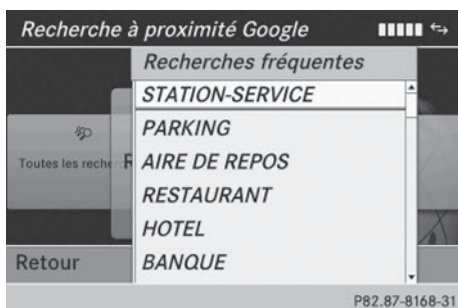 Recherche à proximité Google
Recherches fréquentes
STATION-SERVICE
PARKING
Toutes les recher
AIRE DE REPOS
RESTAURANT
HOTEL
Retour
BANQUE
P82.87-8168-31